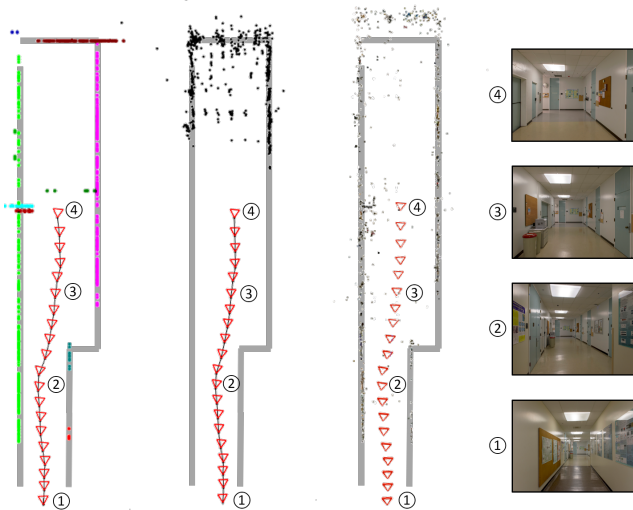 ④ ④ ④ ④
③ ③ ③ ③
② ② ② ②
① ① ① ①